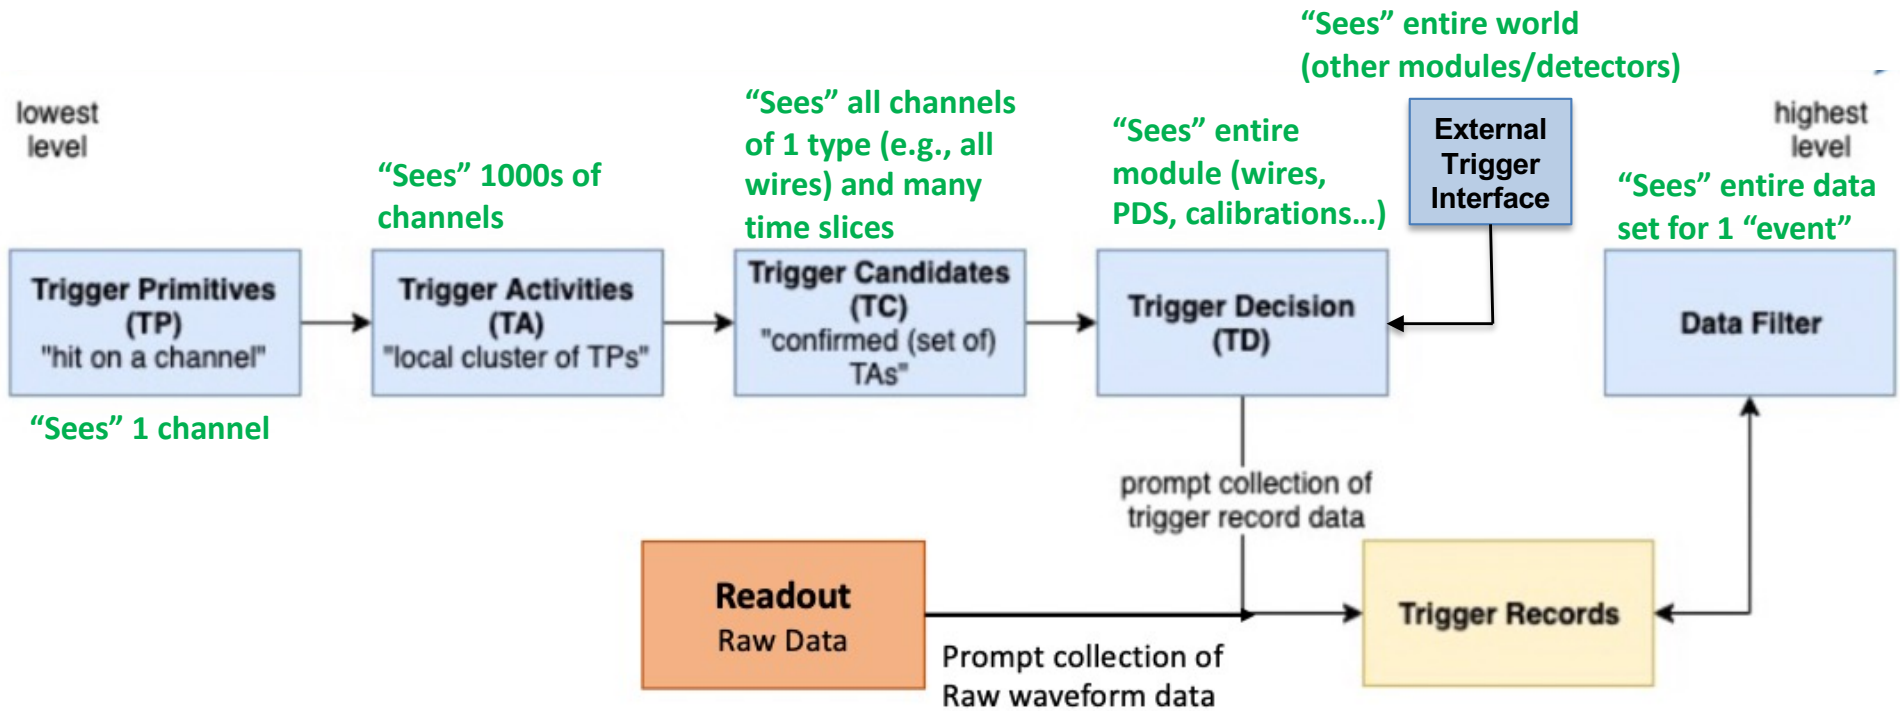 “Sees” entire world
(other modules/detectors)
lowest
level
“Sees” all channels
of 1 type (e.g., all
wires) and many
time slices
“Sees” entire
module (wires,
PDS, calibrations...)
External
Trigger
Interface
highest
level
“Sees” 1000s of
channels
“Sees” entire data
set for 1 “event”
Trigger Primitives
(TP)
"hit on a channel"
Trigger Activities
(TA)
"local cluster of TPs"
Trigger Candidates
(TC)
"confirmed (set of)
TAs"
Trigger Decision
(TD)
Data Filter
“Sees” 1 channel
prompt collection of
trigger record data
Readout
Raw Data
Trigger Records
Prompt collection of
Raw waveform data